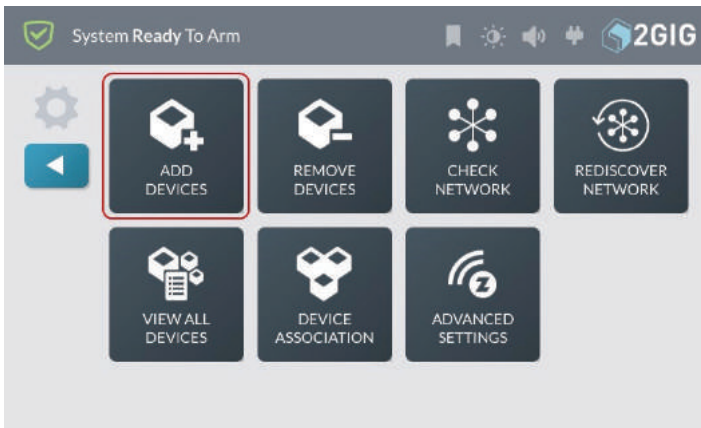 System Ready To Arm
2GIG
ADD
DEVICES
REMOVE
DEVICES
CHECK
NETWORK
REDISCOVER
NETWORK
VIEW ALL
DEVICES
DEVICE
ASSOCIATION
ADVANCED
SETTINGS
Z